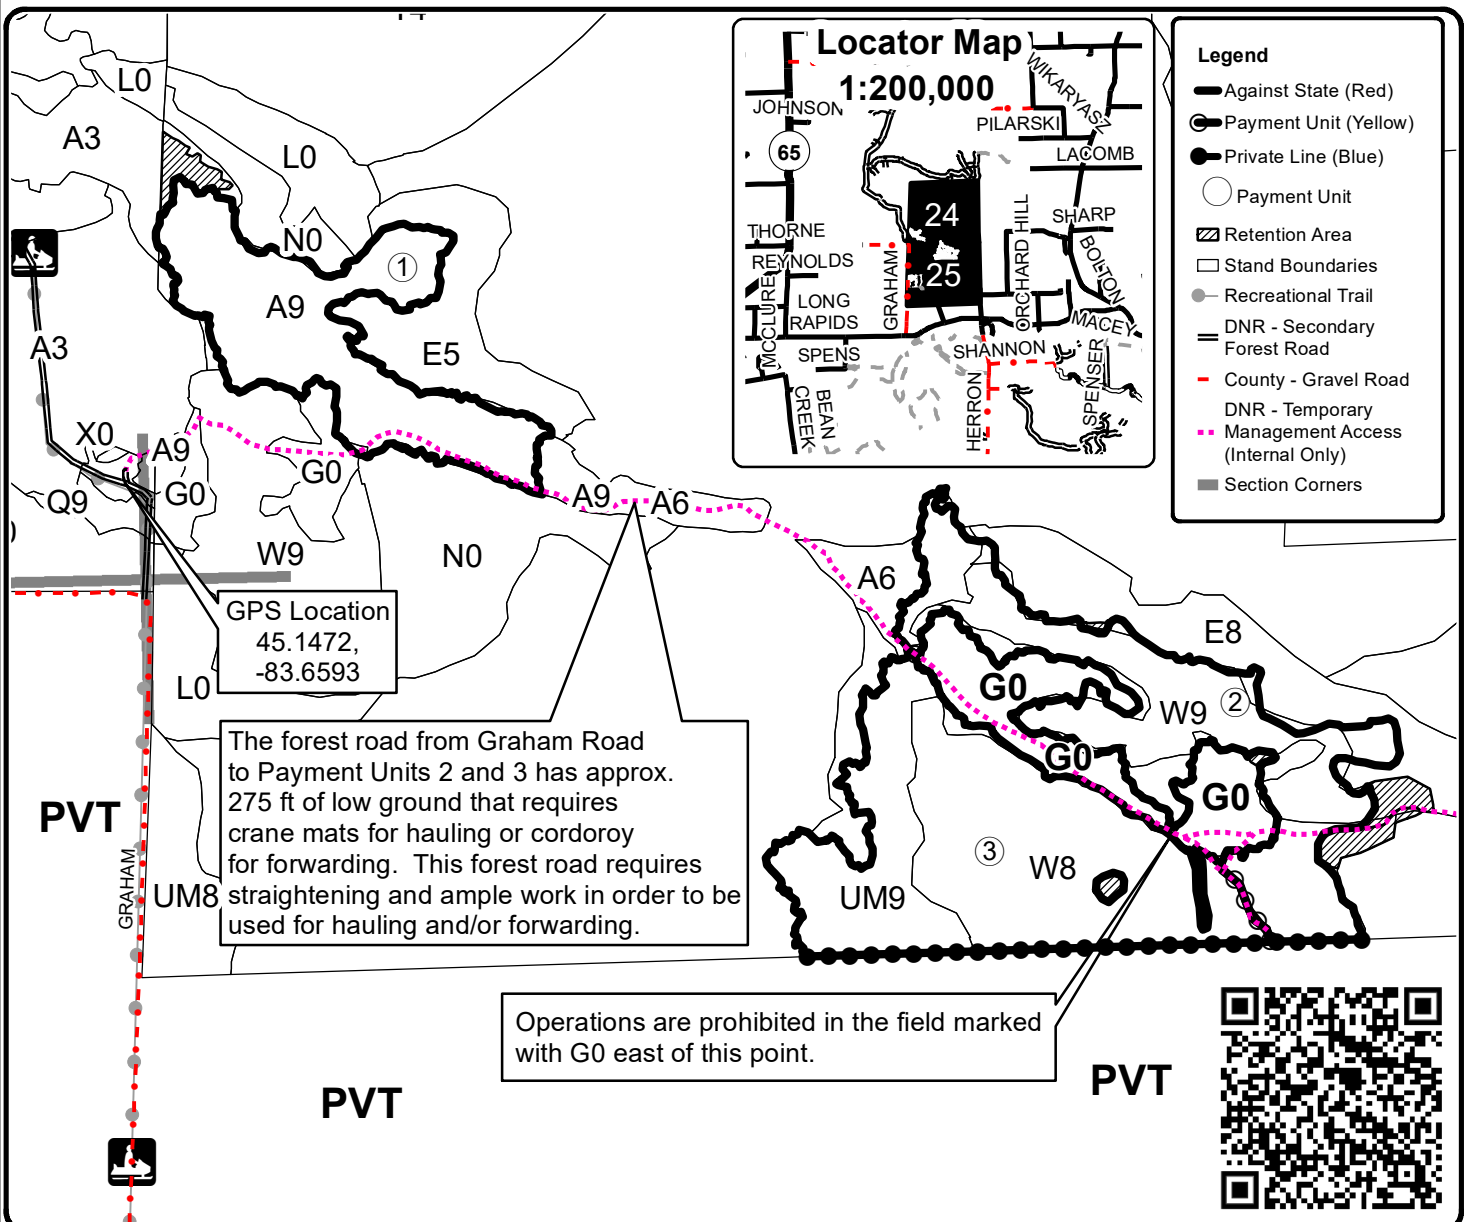 L0
A3
L0
N0
1
A9
A3
E5
X0
A9
G0
G0
Q9
A9
A6
W9
N0
GPS Location
45.1472,
-83.6593
L0
The forest road from Graham Road
to Payment Units 2 and 3 has approx.
275 ft of low ground that requires
crane mats for hauling or cordoroy
for forwarding.  This forest road requires
straightening and ample work in order to be
used for hauling and/or forwarding.
PVT
GRAHAM
UM8
A6
E8
G0
W9
2
G0
G0
3
W8
UM9
Operations are prohibited in the field marked
with G0 east of this point.
PVT
PVT
Locator Map
1:200,000
JOHNSON
WIKARYASZ
PILARSKI
65
LACOMB
24
SHARP
THORNE
REYNOLDS
ORCHARD HILL
BOLTON
25
MCCLURE
GRAHAM
LONG
RAPIDS
MACEY
SPENS
SHANNON
SPENSER
BEAN
CREEK
HERRON
Legend
Against State (Red)
Payment Unit (Yellow)
Private Line (Blue)
Payment Unit
Retention Area
Stand Boundaries
Recreational Trail
DNR - Secondary
Forest Road
County - Gravel Road
DNR - Temporary
Management Access
(Internal Only)
Section Corners